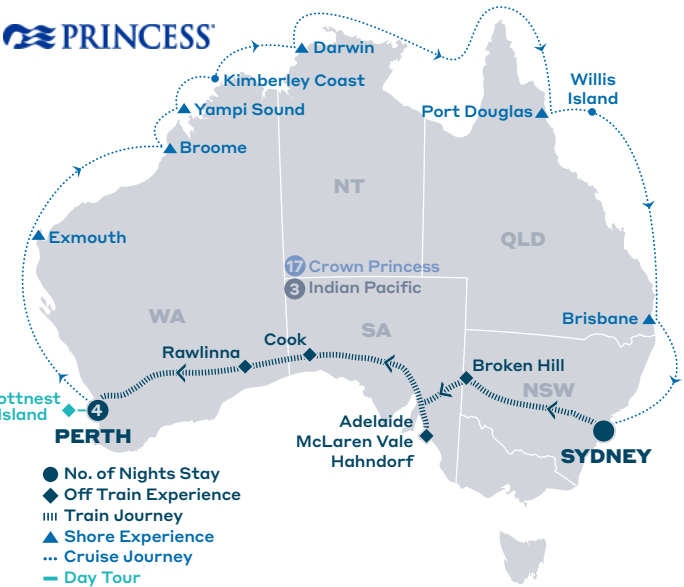 PRINCESS
Darwin
Kimberley Coast
Willis
Island
Yampi Sound
Port Douglas
Broome
NT
QLD
Exmouth
17 Crown Princess
3 Indian Pacific
WA
SA
Brisbane
Cook
Rawlinna
Broken Hill
NSW
ottnest
Island
4
PERTH
Adelaide
McLaren Vale
Hahndorf
SYDNEY
No. of Nights Stay
Off Train Experience
Train Journey
Shore Experience
Cruise Journey
Day Tour